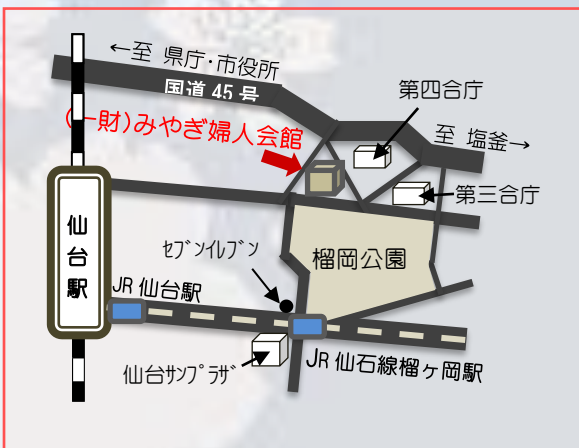 ←至 県庁・市役所
国道45号
第四合庁
(一財)みやぎ婦人会館
至 塩釜→
第三合庁
仙台駅
ｾﾌﾞﾝｲﾚﾌﾞﾝ
榴岡公園
JR 仙台駅
仙台ｻﾝﾌﾟﾗｻﾞ
JR 仙石線榴ヶ岡駅